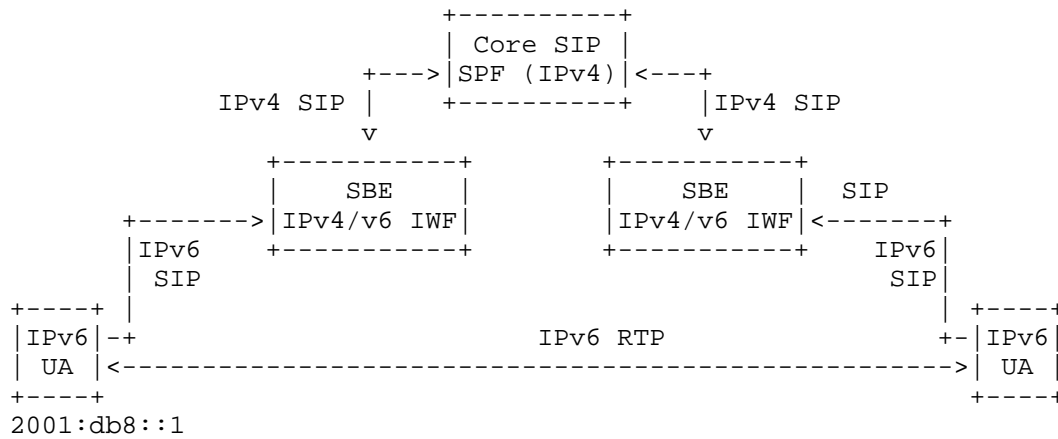 Core SIP
SPF (IPv4)
IPv4 SIP IPv4 SIP
SBE SBE SIP
IPv4/v6 IWF IPv4/v6 IWF
IPv6 IPv6
SIP SIP
IPv6 IPv6 RTP IPv6
UA UA
2001:db8::1